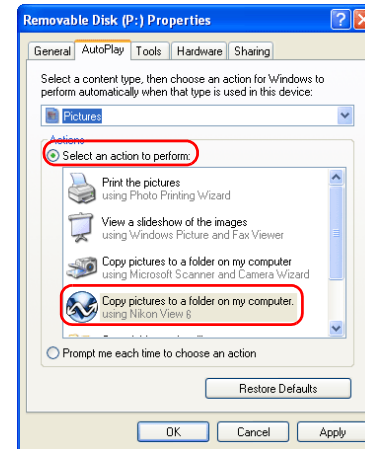 Removable Disk (P:) Properties
General AutoPlay Tools Hardware Sharing
Select a content type, then choose an action for Windows to
perform automatically when that type is used in this device:
Pictures
Actions
Select an action to perform:
Print the pictures
using Photo Printing Wizard
View a slideshow of the images
using Windows Picture and Fax Viewer
Copy pictures to a folder on my computer
using Microsoft Scanner and Camera Wizard
Copy pictures to a folder on my computer.
using Nikon View 6
Prompt me each time to choose an action
Restore Defaults
OK Cancel Apply